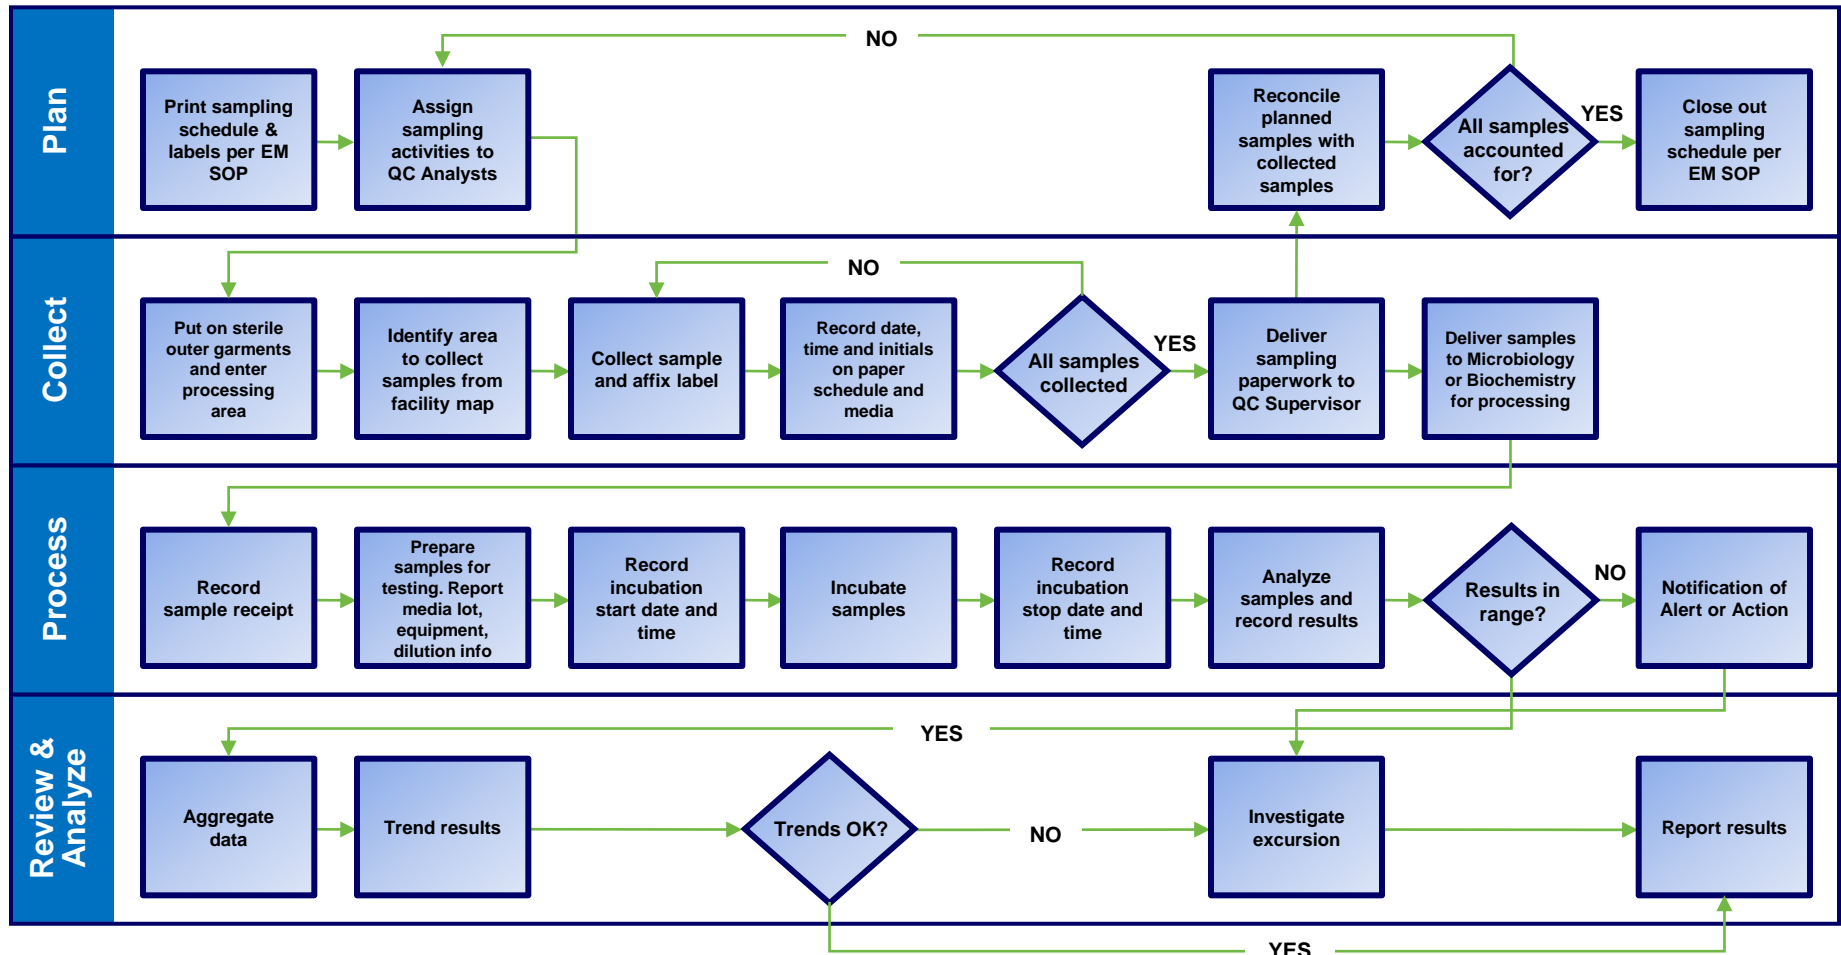 Plan
Print sampling
schedule &
labels per EM
SOP
Assign
sampling
activities to
QC Analysts
NO
Reconcile
planned
samples with
collected
samples
All samples
accounted
for?
YES
Close out
sampling
schedule per
EM SOP
Collect
Put on sterile
outer garments
and enter
processing
area
Identify area
to collect
samples from
facility map
NO
Collect sample
and affix label
Record date,
time and initials
on paper
schedule and
media
All samples
collected
YES
Deliver
sampling
paperwork to
QC Supervisor
Deliver samples
to Microbiology
or Biochemistry
for processing
Process
Record
sample receipt
Prepare
samples for
testing. Report
media lot,
equipment,
dilution info
Record
incubation
start date and
time
Incubate
samples
Record
incubation
stop date and
time
Analyze
samples and
record results
Results in
range?
NO
Notification of
Alert or Action
Review &
Analyze
YES
Aggregate
data
Trend results
Trends OK?
NO
Investigate
excursion
Report results
YES